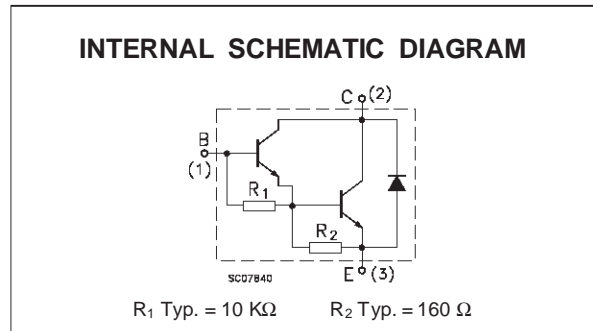 INTERNAL SCHEMATIC DIAGRAM
C (2)
B
(1)
R1
R2
SC07840
E (3)
R1 Typ. = 10 KΩ R2 Typ. = 160 Ω